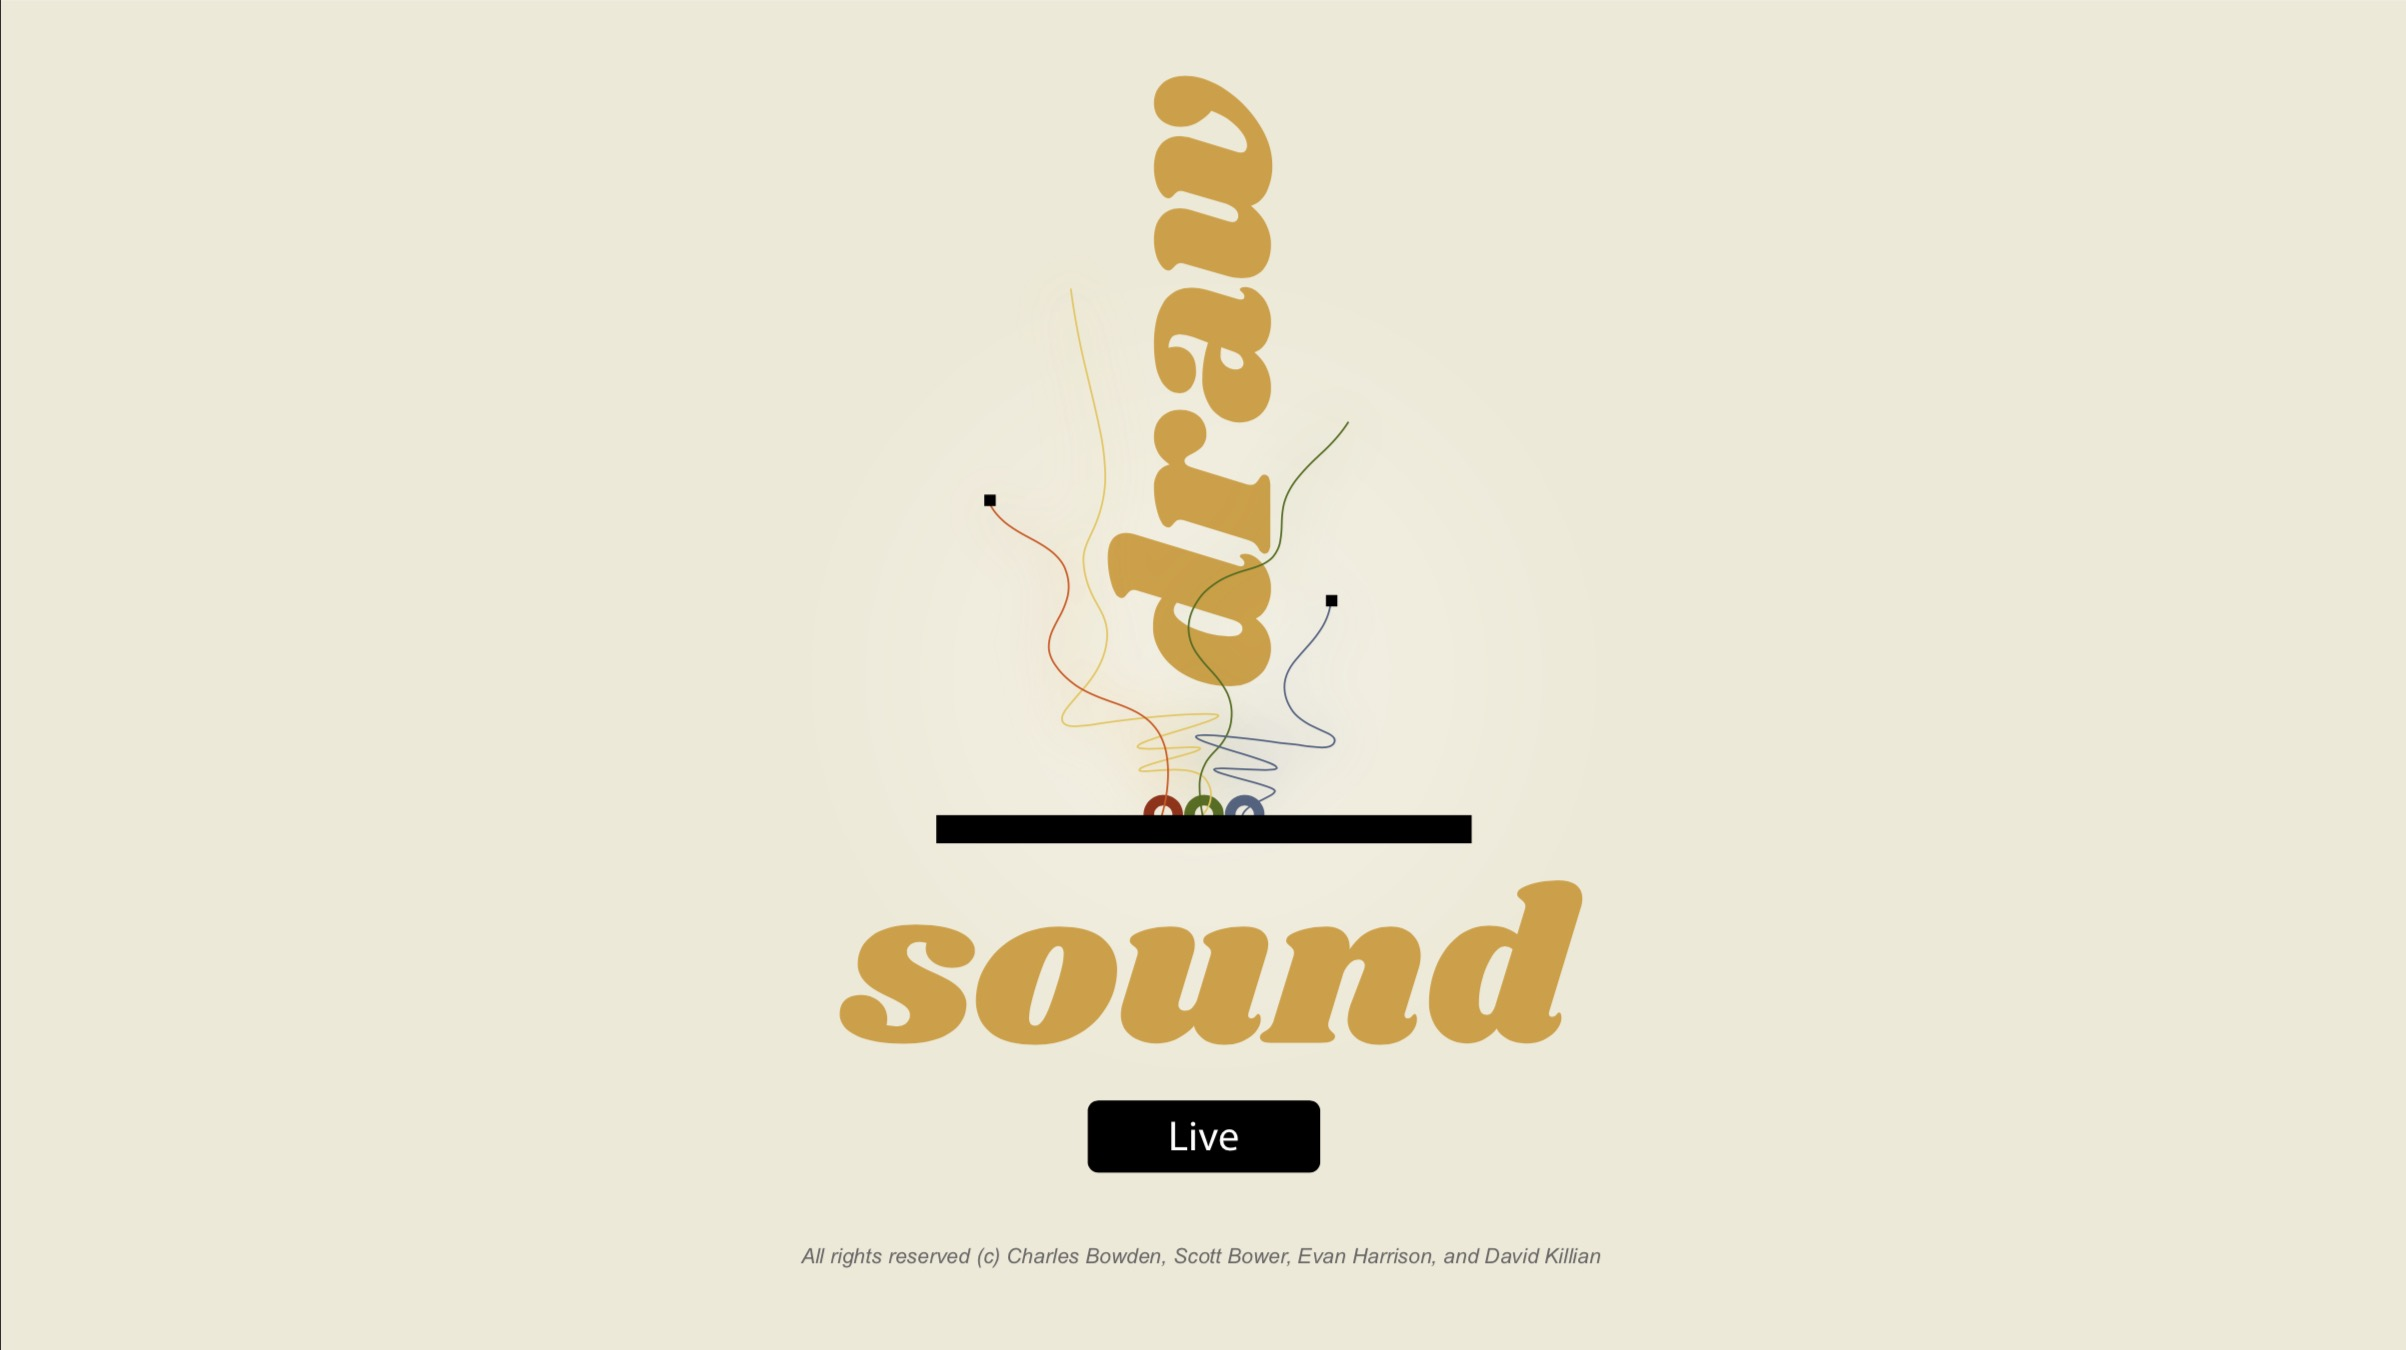 draw
sound
Live
All rights reserved (c) Charles Bowden, Scott Bower, Evan Harrison, and David Killian